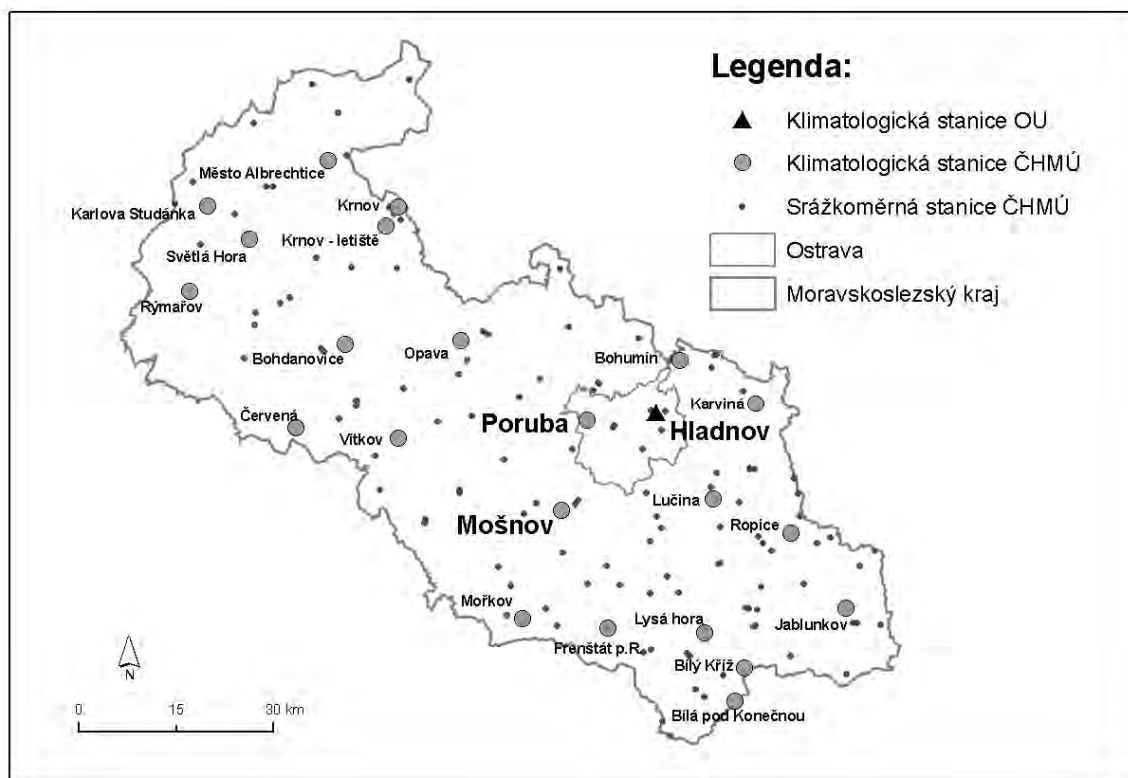 Legenda:
Klimatologická stanice OU
Klimatologická stanice ČHMÚ
Srážkoměrná stanice ČHMÚ
Ostrava
Moravskoslezský kraj
Město Albrechtice
Karlova Studánka
Krnov
Krnov - letiště
Světlá Hora
Rýmařov
Bohdanovice
Opava
Bohumín
Karviná
Červená
Vítkov
Poruba
Hladnov
Lučina
Mošnov
Ropice
Mořkov
Lysá hora
Jablunkov
Frenštát p.R.
Bílý Kříž
Bílá pod Konečnou
N
0 15 30 km